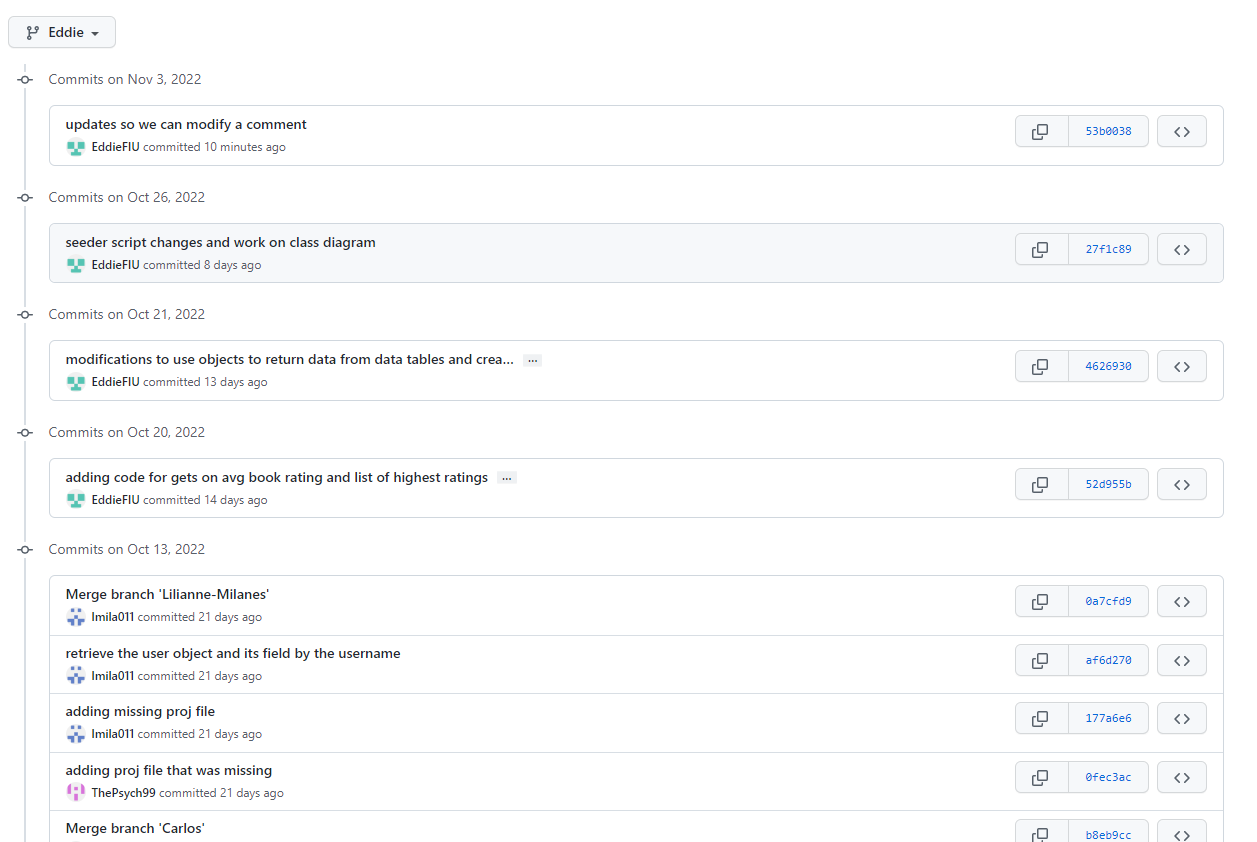 Eddie
Commits on Nov 3, 2022
updates so we can modify a comment
53b0038
EddieFIU committed 10 minutes ago
Commits on Oct 26, 2022
seeder script changes and work on class diagram
27f1c89
EddieFIU committed 8 days ago
Commits on Oct 21, 2022
modifications to use objects to return data from data tables and crea... …
4626930
EddieFIU committed 13 days ago
Commits on Oct 20, 2022
adding code for gets on avg book rating and list of highest ratings …
52d955b
EddieFIU committed 14 days ago
Commits on Oct 13, 2022
Merge branch 'Lilianne-Milanes'
0a7cfd9
lmila011 committed 21 days ago
retrieve the user object and its field by the username
af6d270
lmila011 committed 21 days ago
adding missing proj file
177a6e6
lmila011 committed 21 days ago
adding proj file that was missing
0fec3ac
ThePsych99 committed 21 days ago
Merge branch 'Carlos'
b8eb9cc